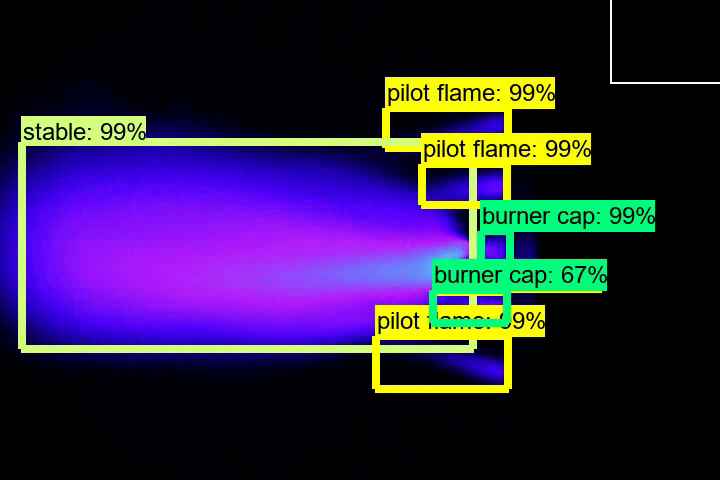 pilot flame: 99%
stable: 99%
pilot flame: 99%
burner cap: 99%
burner cap: 67%
pilot flame: 99%